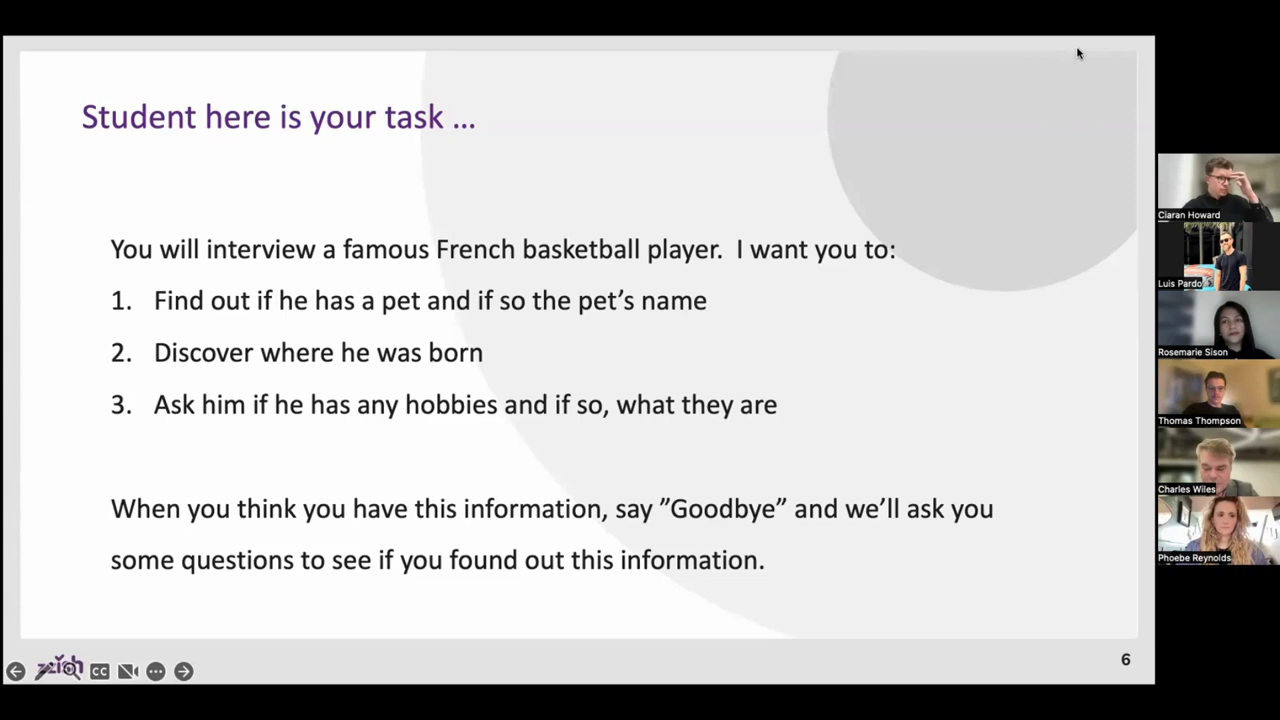 Student here is your task ...
You will interview a famous French basketball player.  I want you to:
1. Find out if he has a pet and if so the pet’s name
2. Discover where he was born
3. Ask him if he has any hobbies and if so, what they are
When you think you have this information, say ”Goodbye” and we’ll ask you
some questions to see if you found out this information.
6
CC
Ciaran Howard
Luis Pardo
Rosemarie Sison
Thomas Thompson
Charles Wiles
Phoebe Reynolds